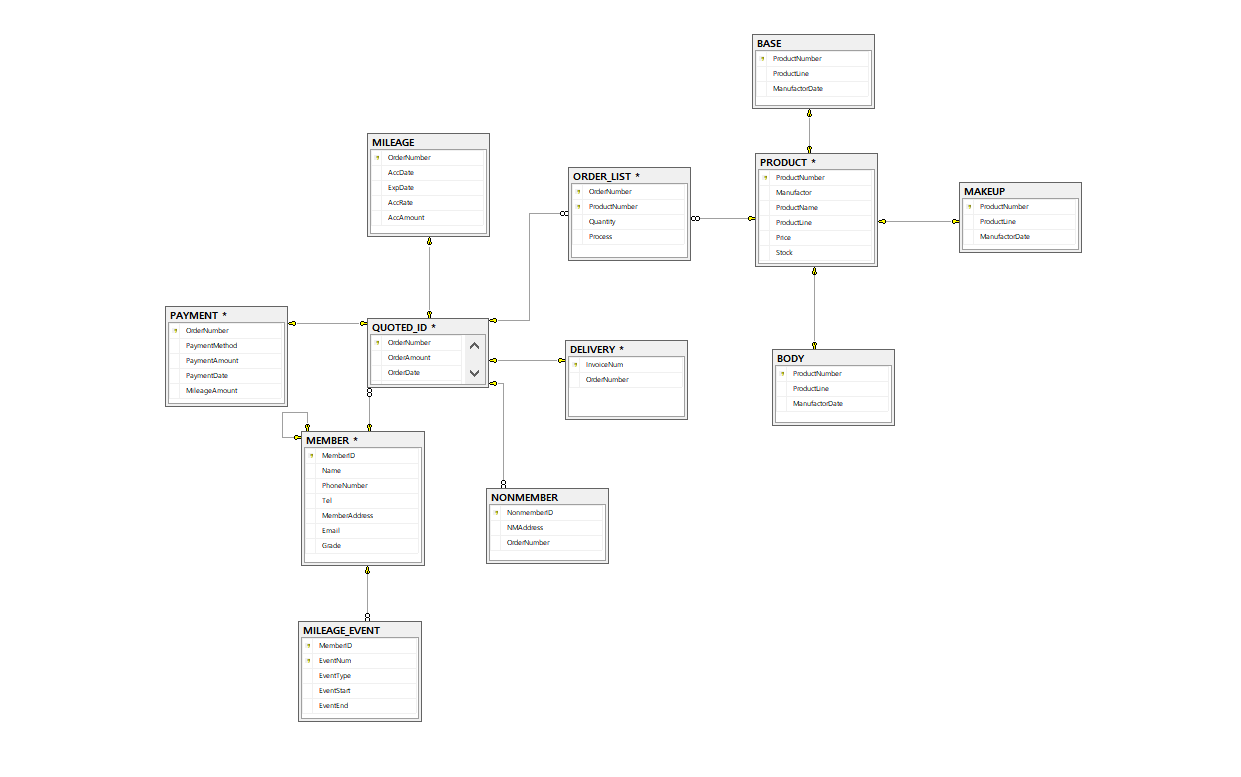 BASE
ProductNumber
ProductLine
ManufactorDate
MILEAGE
OrderNumber
AccDate
ExpDate
AccRate
AccAmount
ORDER_LIST *
OrderNumber
ProductNumber
Quantity
Process
PRODUCT *
ProductNumber
Manufactor
ProductName
ProductLine
Price
Stock
MAKEUP
ProductNumber
ProductLine
ManufactorDate
PAYMENT *
OrderNumber
PaymentMethod
PaymentAmount
PaymentDate
MileageAmount
QUOTED_ID *
OrderNumber
OrderAmount
OrderDate
DELIVERY *
InvoiceNum
OrderNumber
BODY
ProductNumber
ProductLine
ManufactorDate
MEMBER *
MemberID
Name
PhoneNumber
Tel
MemberAddress
Email
Grade
NONMEMBER
NonmemberID
NMAddress
OrderNumber
MILEAGE_EVENT
MemberID
EventNum
EventType
EventStart
EventEnd